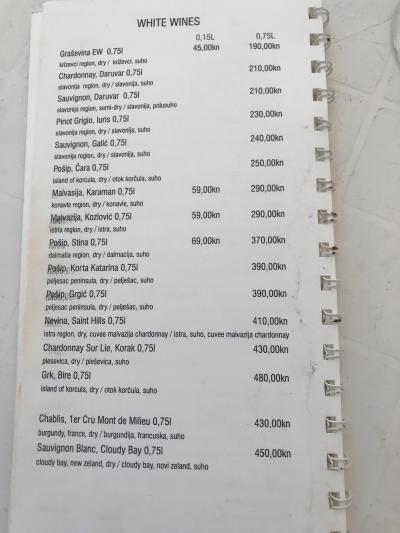 WHITE WINES
0,15L 0,75L
Graševina EW 0,75l 45,00kn 190,00kn
križevci region, dry / križevci, suho
Chardonnay, Daruvar 0,75l 210,00kn
slavonija region, dry / slavonija, suho
Sauvignon, Daruvar 0,75l 210,00kn
slavonija region, semi-dry / slavonija, polusuho
Pinot Grigio, Iuris 0,75l 230,00kn
slavonija region, dry / slavonija, suho
Sauvignon, Galić 0,75l 240,00kn
slavonija region, dry / slavonija, suho
Pošip, Čara 0,75l 250,00kn
island of korcula, dry / otok korčula, suho
Malvasija, Karaman 0,75l 59,00kn 290,00kn
konavle region, dry / konavle, suho
Malvazija, Kozlović 0,75l 59,00kn 290,00kn
istria region, dry / istra, suho
Pošip, Stina 0,75l 69,00kn 370,00kn
dalmatia region, dry / dalmacija, suho
Pošip, Korta Katarina 0,75l 390,00kn
peljesac peninsula, dry / pelješac, suho
Pošip, Grgić 0,75l 390,00kn
peljesac peninsula, dry / pelješac, suho
Nevina, Saint Hills 0,75l 410,00kn
istra region, dry, cuvee malvazija chardonnay / istra, suho, cuvee malvazija chardonnay
Chardonnay Sur Lie, Korak 0,75l 430,00kn
plesevica, dry / pleševica, suho
Grk, Bire 0,75l 480,00kn
island of korcula, dry / otok korčula, suho
Chablis, 1er Cru Mont de Milieu 0,75l 430,00kn
burgundy, france, dry / burgundija, francuska, suho
Sauvignon Blanc, Cloudy Bay 0,75l 450,00kn
cloudy bay, new zeland, dry / cloudy bay, novi zeland, suho